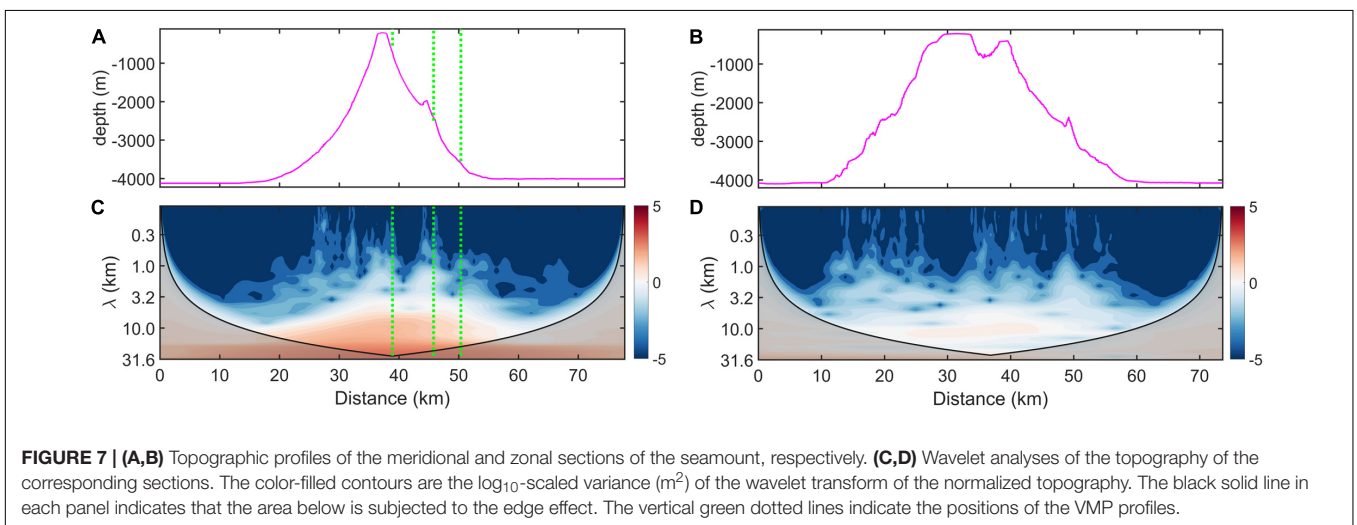 A
B
depth (m)
-1000
-2000
-3000
-4000
depth (m)
-1000
-2000
-3000
-4000
C
D
λ (km)
0.3
1.0
3.2
10.0
31.6
0 10 20 30 40 50 60 70
Distance (km)
5
0
-5
λ (km)
0.3
1.0
3.2
10.0
31.6
0 10 20 30 40 50 60 70
Distance (km)
5
0
-5
FIGURE 7 | (A,B) Topographic profiles of the meridional and zonal sections of the seamount, respectively. (C,D) Wavelet analyses of the topography of the
corresponding sections. The color-filled contours are the log10-scaled variance (m²) of the wavelet transform of the normalized topography. The black solid line in
each panel indicates that the area below is subjected to the edge effect. The vertical green dotted lines indicate the positions of the VMP profiles.